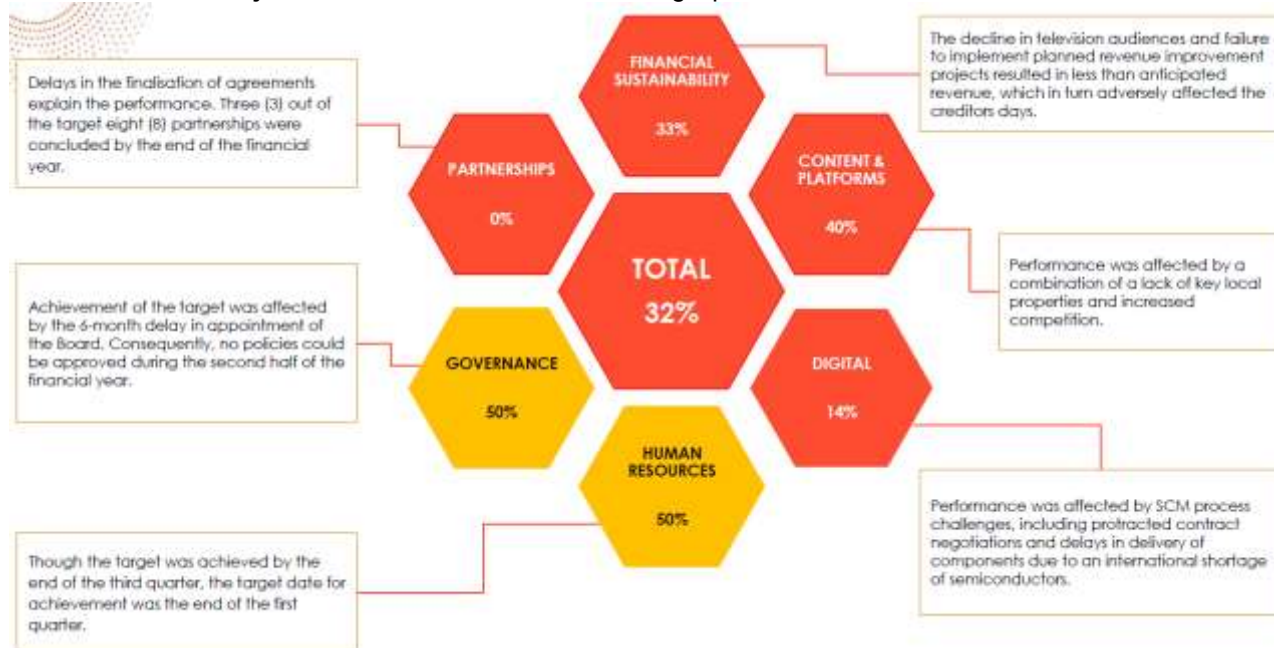 FINANCIAL
SUSTAINABILITY
33%
The decline in television audiences and failure
to implement planned revenue improvement
projects resulted in less than anticipated
revenue, which in turn adversely affected the
creditors days.
Delays in the finalisation of agreements
explain the performance. Three (3) out of
the target eight (8) partnerships were
concluded by the end of the financial
year.
PARTNERSHIPS
0%
CONTENT &
PLATFORMS
40%
TOTAL
32%
Performance was affected by a
combination of a lack of key local
properties and increased
competition.
Achievement of the target was affected
by the 6-month delay in appointment of
the Board. Consequently, no policies could
be approved during the second half of the
financial year.
GOVERNANCE
50%
DIGITAL
14%
HUMAN
RESOURCES
50%
Performance was affected by SCM process
challenges, including protracted contract
negotiations and delays in delivery of
components due to an international shortage
of semiconductors.
Though the target was achieved by the
end of the third quarter, the target date for
achievement was the end of the first
quarter.